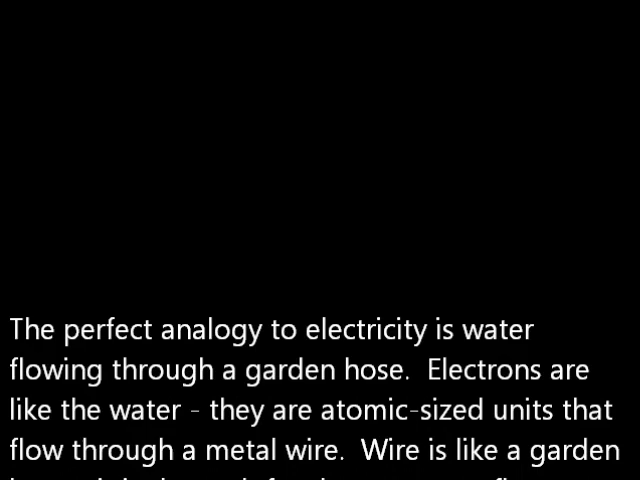 The perfect analogy to electricity is water
flowing through a garden hose.  Electrons are
like the water - they are atomic-sized units that
flow through a metal wire.  Wire is like a garden